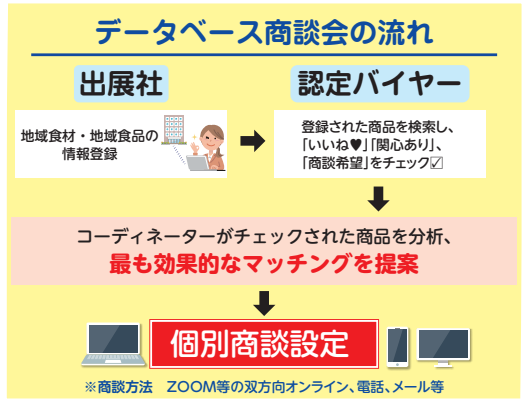 データベース商談会の流れ
出展社
認定バイヤー
地域食材・地域食品の
情報登録
登録された商品を検索し、
「いいね♥」「関心あり」、
「商談希望」をチェック☑
コーディネーターがチェックされた商品を分析、
最も効果的なマッチングを提案
個別商談設定
※商談方法　ZOOM等の双方向オンライン、電話、メール等